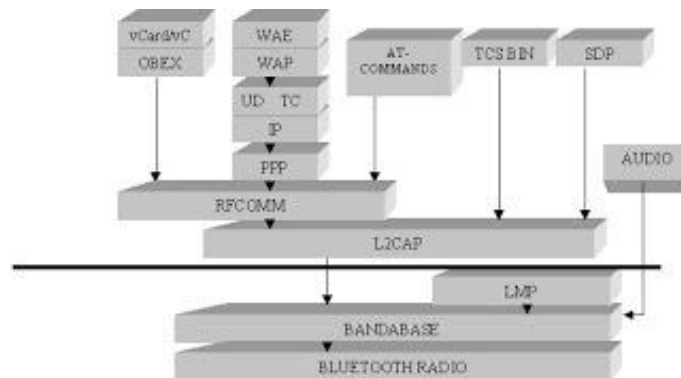 vCard/vC
OBEX
WAE
WAP
UD TC
IP
PPP
AT-
COMMANDS
TCS BIN
SDP
AUDIO
RFCOMM
L2CAP
LMP
BANDABASE
BLUETOOTH RADIO